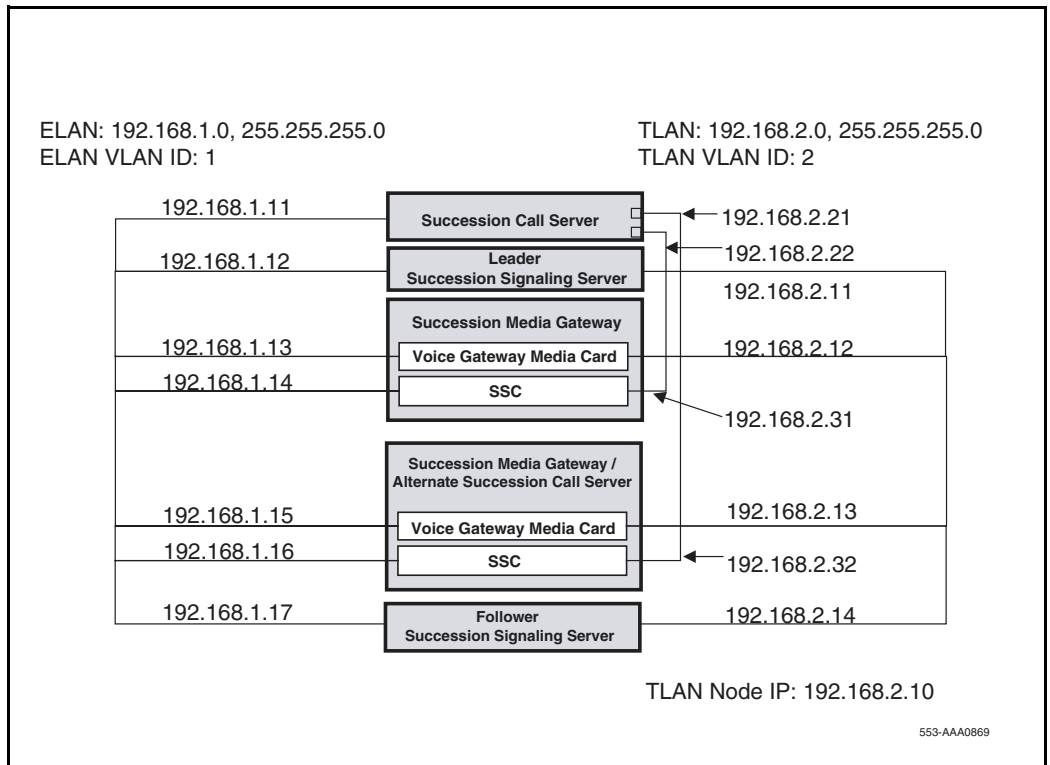 ELAN: 192.168.1.0, 255.255.255.0
ELAN VLAN ID: 1
TLAN: 192.168.2.0, 255.255.255.0
TLAN VLAN ID: 2
192.168.1.11
Succession Call Server
192.168.2.21
192.168.2.22
192.168.1.12
Leader
Succession Signaling Server
192.168.2.11
Succession Media Gateway
192.168.1.13
Voice Gateway Media Card
192.168.2.12
192.168.1.14
SSC
192.168.2.31
Succession Media Gateway /
Alternate Succession Call Server
192.168.1.15
Voice Gateway Media Card
192.168.2.13
192.168.1.16
SSC
192.168.2.32
192.168.1.17
Follower
Succession Signaling Server
192.168.2.14
TLAN Node IP: 192.168.2.10
553-AAA0869